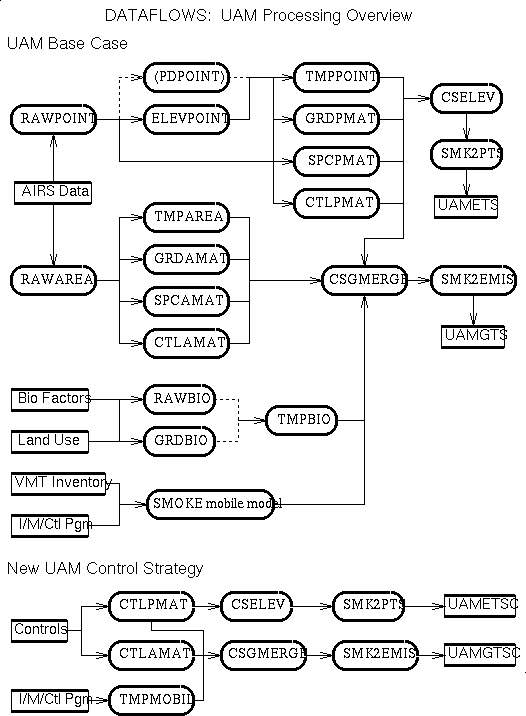 DATAFLOWS: UAM Processing Overview
UAM Base Case
(PDPOINT)
TMPPOINT
CSELEV
RAWPOINT
ELEVPOINT
GRDPMAT
SPCPMAT
SMK2PTS
AIRS Data
CTLPMAT
UAMETS
TMPAREA
GRDAMAT
RAWAREA
CSGMERGE
SMK2EMIS
SPCAMAT
CTLAMAT
UAMGTS
Bio Factors
RAWBIO
TMPBIO
Land Use
GRDBIO
VMT Inventory
SMOKE mobile model
I/M/Ctl Pgm
New UAM Control Strategy
CTLPMAT
CSELEV
SMK2PTS
UAMETSC
Controls
CTLAMAT
CSGMERGE
SMK2EMIS
UAMGTSC
I/M/Ctl Pgm
TMPMOBIL